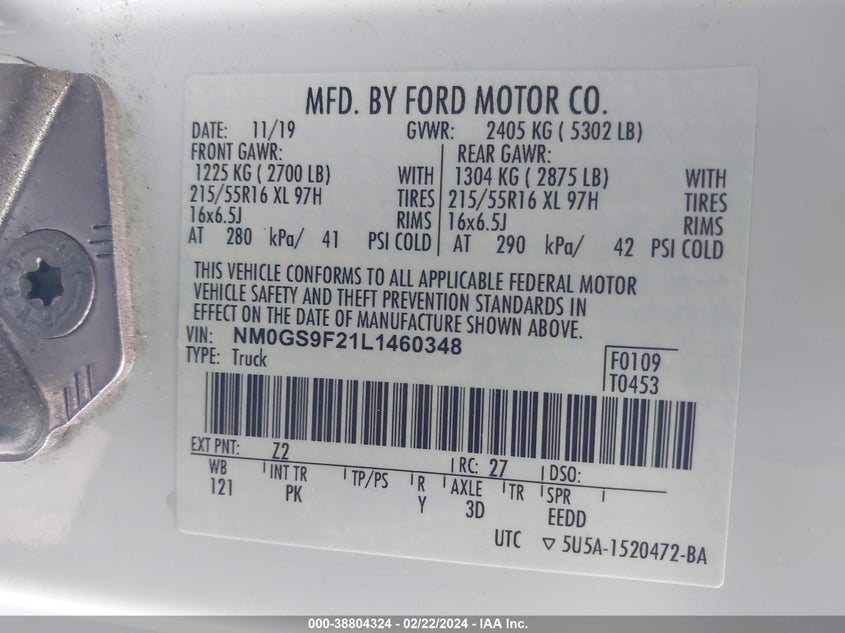 MFD. BY FORD MOTOR CO.
DATE: 11/19 GVWR: 2405 KG ( 5302 LB)
FRONT GAWR: REAR GAWR:
1225 KG ( 2700 LB) WITH 1304 KG ( 2875 LB) WITH
215/55R16 XL 97H TIRES 215/55R16 XL 97H TIRES
16x6.5J RIMS 16x6.5J RIMS
AT 280 kPa/ 41 PSI COLD AT 290 kPa/ 42 PSI COLD
THIS VEHICLE CONFORMS TO ALL APPLICABLE FEDERAL MOTOR
VEHICLE SAFETY AND THEFT PREVENTION STANDARDS IN
EFFECT ON THE DATE OF MANUFACTURE SHOWN ABOVE.
VIN: NM0GS9F21L1460348
TYPE: Truck
F0109
T0453
EXT PNT: Z2 RC: 27 DSO:
WB INT TR TP/PS R AXLE TR SPR
121 PK Y 3D EEDD
UTC ▽ 5U5A-1520472-BA
000-38804324 - 02/22/2024 - IAA Inc.